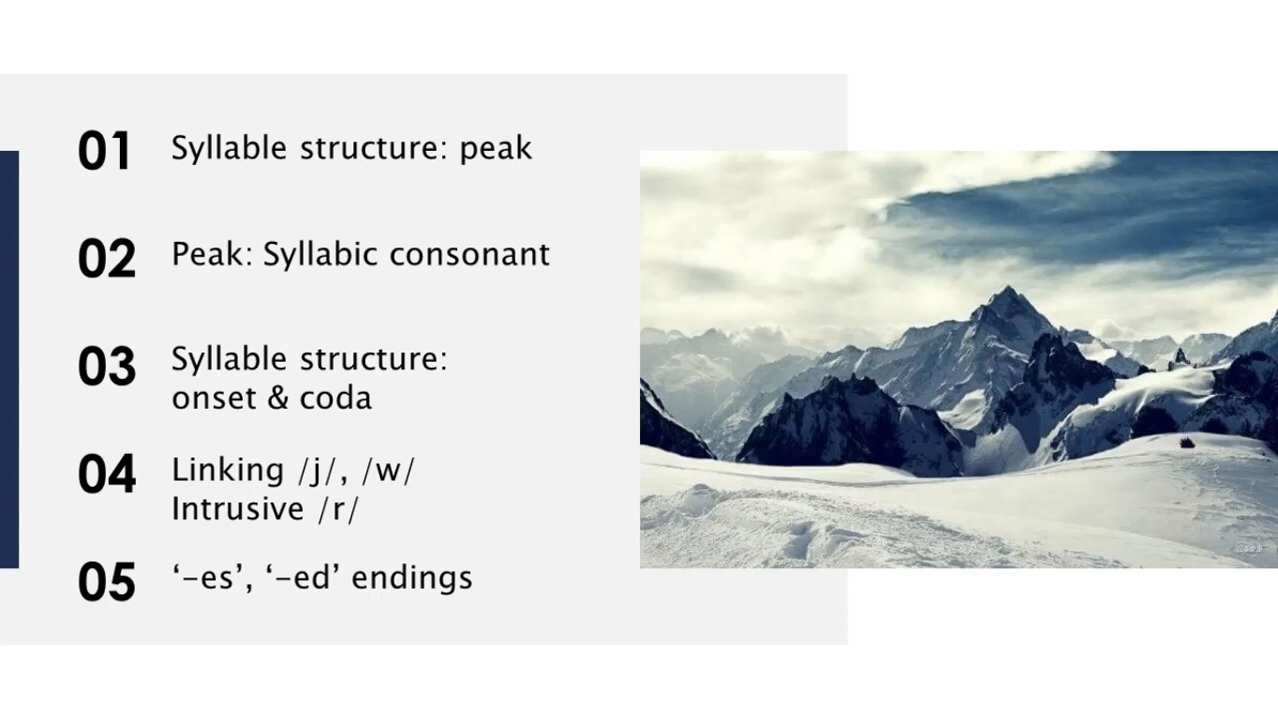 01 Syllable structure: peak
02 Peak: Syllabic consonant
03 Syllable structure:
onset & coda
04 Linking /j/, /w/
Intrusive /r/
05 ‘-es’, ‘-ed’ endings